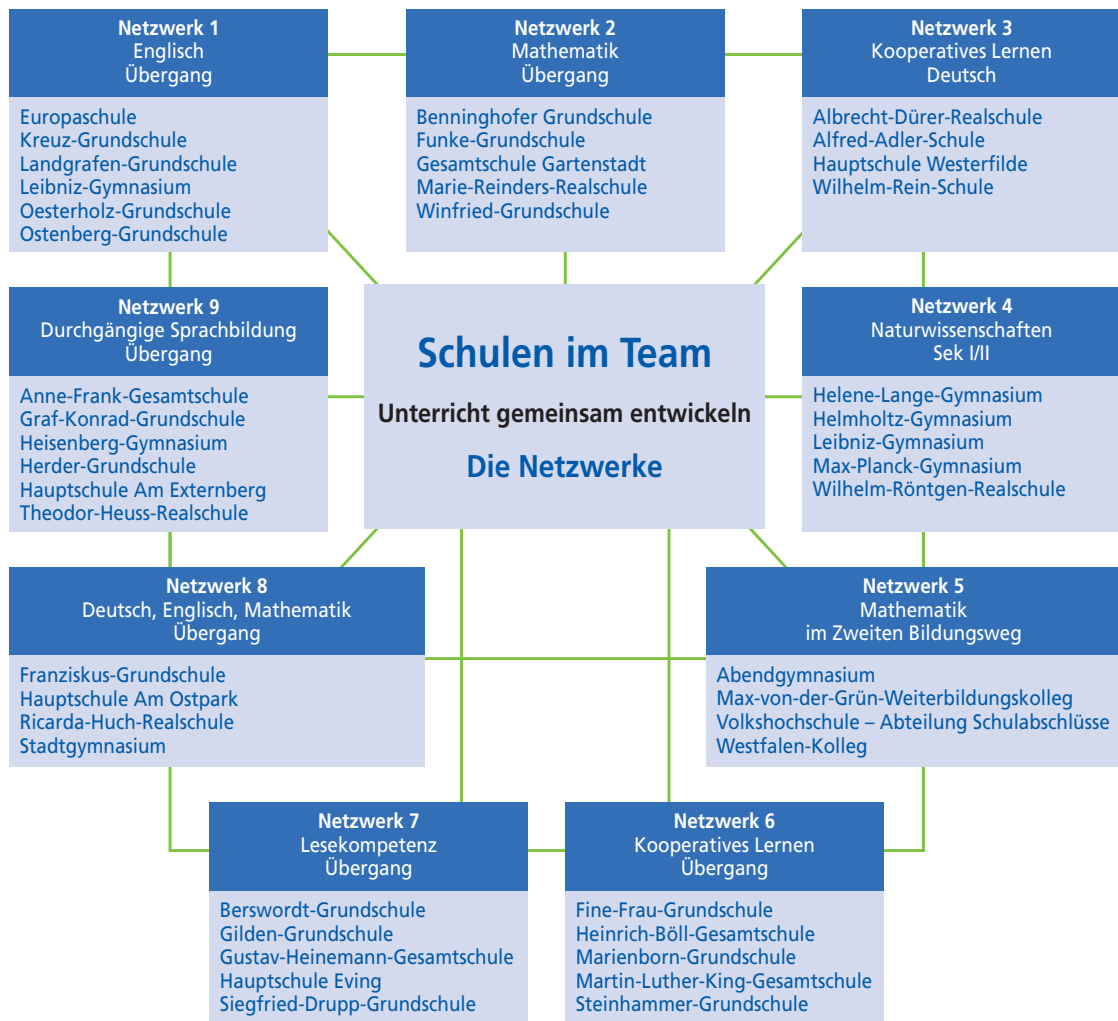 Netzwerk 1
Englisch
Übergang
Europaschule
Kreuz-Grundschule
Landgrafen-Grundschule
Leibniz-Gymnasium
Oesterholz-Grundschule
Ostenberg-Grundschule
Netzwerk 2
Mathematik
Übergang
Benninghofer Grundschule
Funke-Grundschule
Gesamtschule Gartenstadt
Marie-Reinders-Realschule
Winfried-Grundschule
Netzwerk 3
Kooperatives Lernen
Deutsch
Albrecht-Dürer-Realschule
Alfred-Adler-Schule
Hauptschule Westerfilde
Wilhelm-Rein-Schule
Netzwerk 9
Durchgängige Sprachbildung
Übergang
Anne-Frank-Gesamtschule
Graf-Konrad-Grundschule
Heisenberg-Gymnasium
Herder-Grundschule
Hauptschule Am Externberg
Theodor-Heuss-Realschule
Schulen im Team
Unterricht gemeinsam entwickeln
Die Netzwerke
Netzwerk 4
Naturwissenschaften
Sek I/II
Helene-Lange-Gymnasium
Helmholtz-Gymnasium
Leibniz-Gymnasium
Max-Planck-Gymnasium
Wilhelm-Röntgen-Realschule
Netzwerk 8
Deutsch, Englisch, Mathematik
Übergang
Franziskus-Grundschule
Hauptschule Am Ostpark
Ricarda-Huch-Realschule
Stadtgymnasium
Netzwerk 5
Mathematik
im Zweiten Bildungsweg
Abendgymnasium
Max-von-der-Grün-Weiterbildungskolleg
Volkshochschule – Abteilung Schulabschlüsse
Westfalen-Kolleg
Netzwerk 7
Lesekompetenz
Übergang
Berswordt-Grundschule
Gilden-Grundschule
Gustav-Heinemann-Gesamtschule
Hauptschule Eving
Siegfried-Drupp-Grundschule
Netzwerk 6
Kooperatives Lernen
Übergang
Fine-Frau-Grundschule
Heinrich-Böll-Gesamtschule
Marienborn-Grundschule
Martin-Luther-King-Gesamtschule
Steinhammer-Grundschule